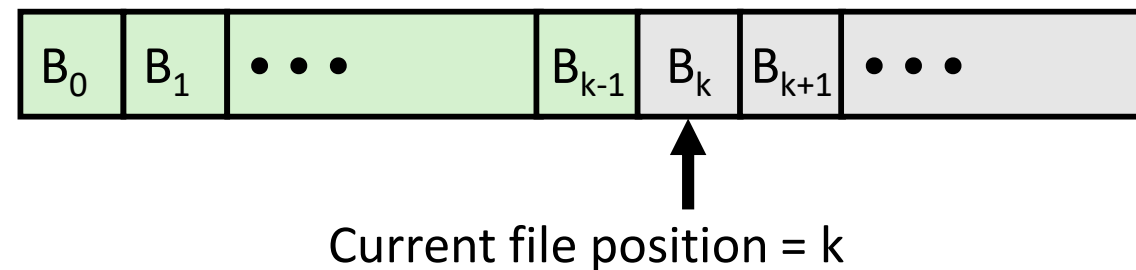 B₀ B₁ • • • Bₖ₋₁ Bₖ Bₖ₊₁ • • •
Current file position = k